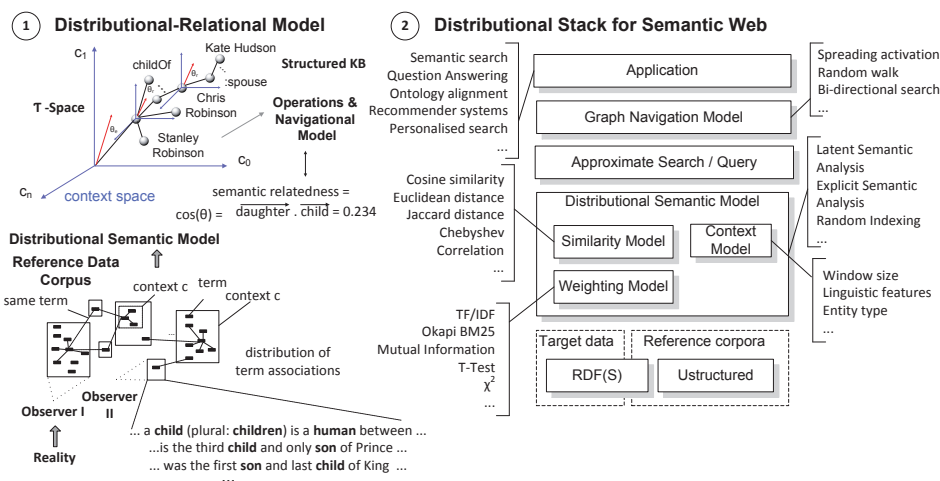 1 Distributional-Relational Model
C1
Kate Hudson
childOf
Structured KB
θr
:spouse
θr
Chris
Robinson
Τ -Space
Operations &
Navigational
Model
θe
Stanley
Robinson
C0
Cn
context space
semantic relatedness =
cos(θ) = daughter . child = 0.234
Distributional Semantic Model
Reference Data
Corpus
same term
context c
term
context c
...
distribution of
term associations
Observer I
Observer
II
Reality
... a child (plural: children) is a human between ...
...is the third child and only son of Prince ...
... was the first son and last child of King ...
...
2 Distributional Stack for Semantic Web
Semantic search
Question Answering
Ontology alignment
Recommender systems
Personalised search
...
Application
Graph Navigation Model
Approximate Search / Query
Spreading activation
Random walk
Bi-directional search
...
Cosine similarity
Euclidean distance
Jaccard distance
Chebyshev
Correlation
...
Distributional Semantic Model
Similarity Model
Context
Model
Weighting Model
Latent Semantic
Analysis
Explicit Semantic
Analysis
Random Indexing
...
Window size
Linguistic features
Entity type
...
TF/IDF
Okapi BM25
Mutual Information
T-Test
χ²
...
Target data
Reference corpora
RDF(S)
Ustructured